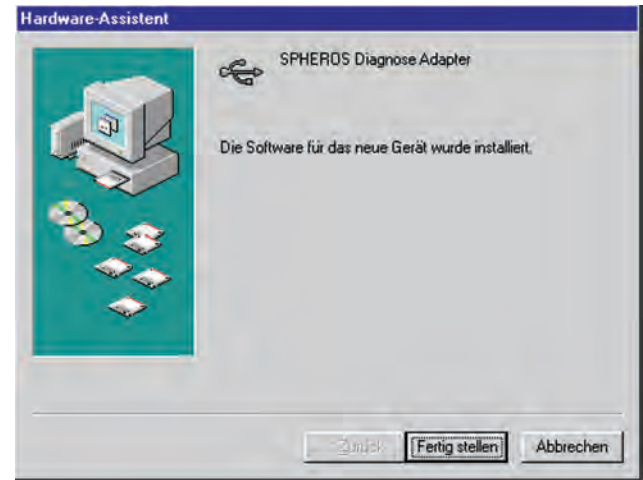 Hardware-Assistent
SPHEROS Diagnose Adapter
Die Software für das neue Gerät wurde installiert.
Zurück
Fertig stellen
Abbrechen